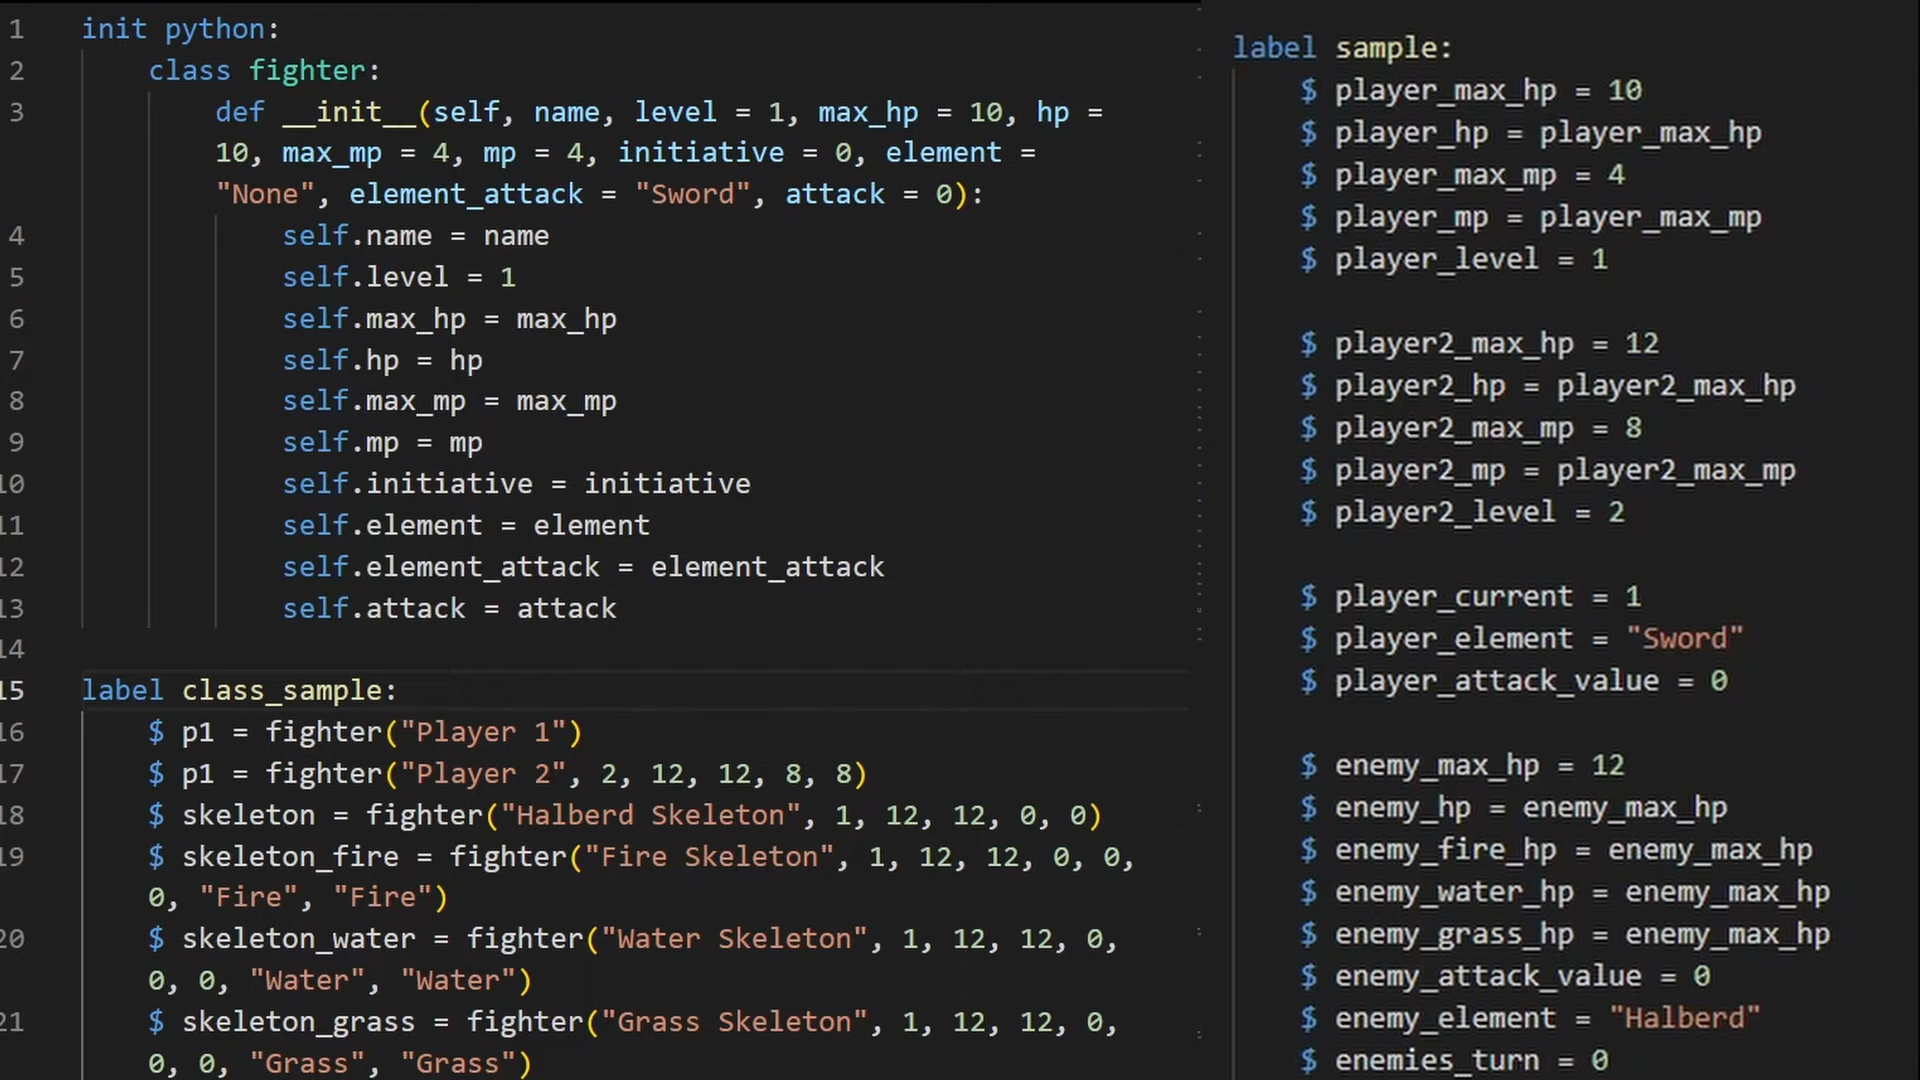 1 init python:
2 class fighter:
3 def __init__(self, name, level = 1, max_hp = 10, hp =
10, max_mp = 4, mp = 4, initiative = 0, element =
"None", element_attack = "Sword", attack = 0):
4 self.name = name
5 self.level = 1
6 self.max_hp = max_hp
7 self.hp = hp
8 self.max_mp = max_mp
9 self.mp = mp
10 self.initiative = initiative
11 self.element = element
12 self.element_attack = element_attack
13 self.attack = attack
14
15 label class_sample:
16 $ p1 = fighter("Player 1")
17 $ p1 = fighter("Player 2", 2, 12, 12, 8, 8)
18 $ skeleton = fighter("Halberd Skeleton", 1, 12, 12, 0, 0)
19 $ skeleton_fire = fighter("Fire Skeleton", 1, 12, 12, 0, 0,
0, "Fire", "Fire")
20 $ skeleton_water = fighter("Water Skeleton", 1, 12, 12, 0,
0, 0, "Water", "Water")
21 $ skeleton_grass = fighter("Grass Skeleton", 1, 12, 12, 0,
0, 0, "Grass", "Grass")
label sample:
$ player_max_hp = 10
$ player_hp = player_max_hp
$ player_max_mp = 4
$ player_mp = player_max_mp
$ player_level = 1
$ player2_max_hp = 12
$ player2_hp = player2_max_hp
$ player2_max_mp = 8
$ player2_mp = player2_max_mp
$ player2_level = 2
$ player_current = 1
$ player_element = "Sword"
$ player_attack_value = 0
$ enemy_max_hp = 12
$ enemy_hp = enemy_max_hp
$ enemy_fire_hp = enemy_max_hp
$ enemy_water_hp = enemy_max_hp
$ enemy_grass_hp = enemy_max_hp
$ enemy_attack_value = 0
$ enemy_element = "Halberd"
$ enemies_turn = 0